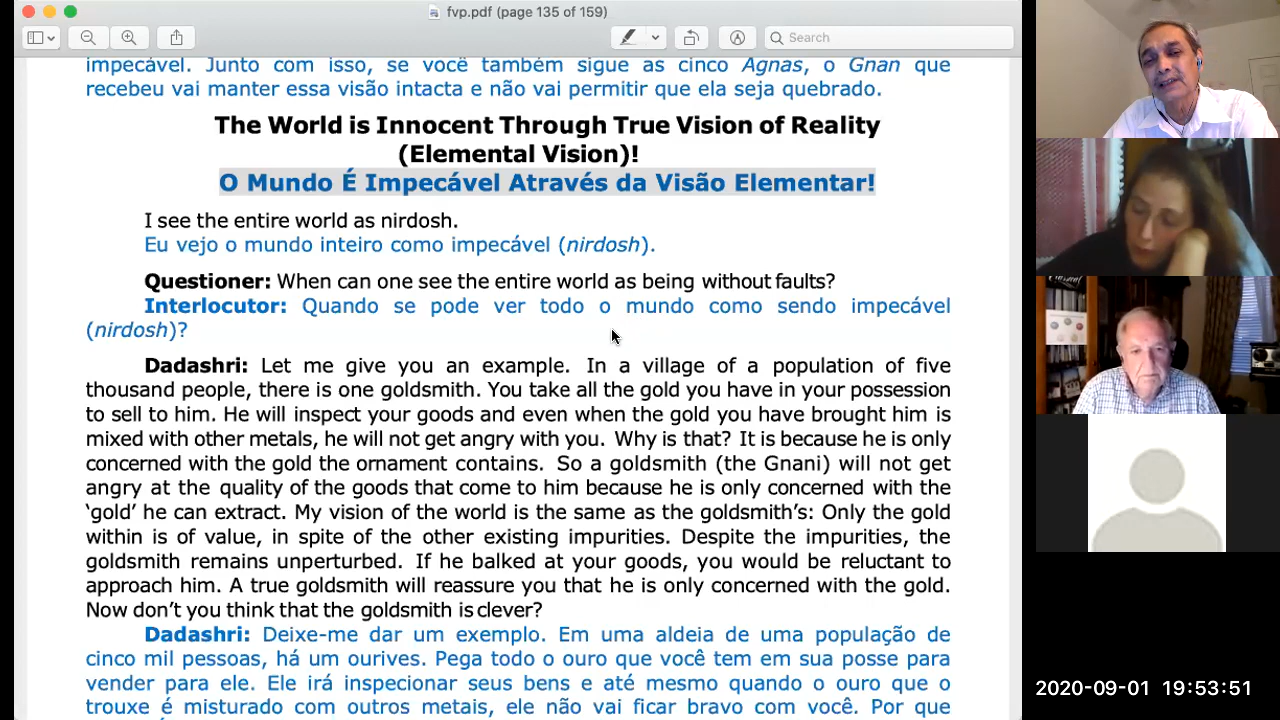 fvp.pdf (page 135 of 159)
Search
impecável. Junto com isso, se você também sigue as cinco Agnas, o Gnan que
recebeu vai manter essa visão intacta e não vai permitir que ela seja quebrado.
The World is Innocent Through True Vision of Reality
(Elemental Vision)!
O Mundo É Impecável Através da Visão Elementar!
I see the entire world as nirdosh.
Eu vejo o mundo inteiro como impecável (nirdosh).
Questioner: When can one see the entire world as being without faults?
Interlocutor: Quando se pode ver todo o mundo como sendo impecável
(nirdosh)?
Dadashri: Let me give you an example. In a village of a population of five
thousand people, there is one goldsmith. You take all the gold you have in your possession
to sell to him. He will inspect your goods and even when the gold you have brought him is
mixed with other metals, he will not get angry with you. Why is that? It is because he is only
concerned with the gold the ornament contains. So a goldsmith (the Gnani) will not get
angry at the quality of the goods that come to him because he is only concerned with the
‘gold’ he can extract. My vision of the world is the same as the goldsmith’s: Only the gold
within is of value, in spite of the other existing impurities. Despite the impurities, the
goldsmith remains unperturbed. If he balked at your goods, you would be reluctant to
approach him. A true goldsmith will reassure you that he is only concerned with the gold.
Now don’t you think that the goldsmith is clever?
Dadashri: Deixe-me dar um exemplo. Em uma aldeia de uma população de
cinco mil pessoas, há um ourives. Pega todo o ouro que você tem em sua posse para
vender para ele. Ele irá inspecionar seus bens e até mesmo quando o ouro que o
trouxe é misturado com outros metais, ele não vai ficar bravo com você. Por que
2020-09-01 19:53:51